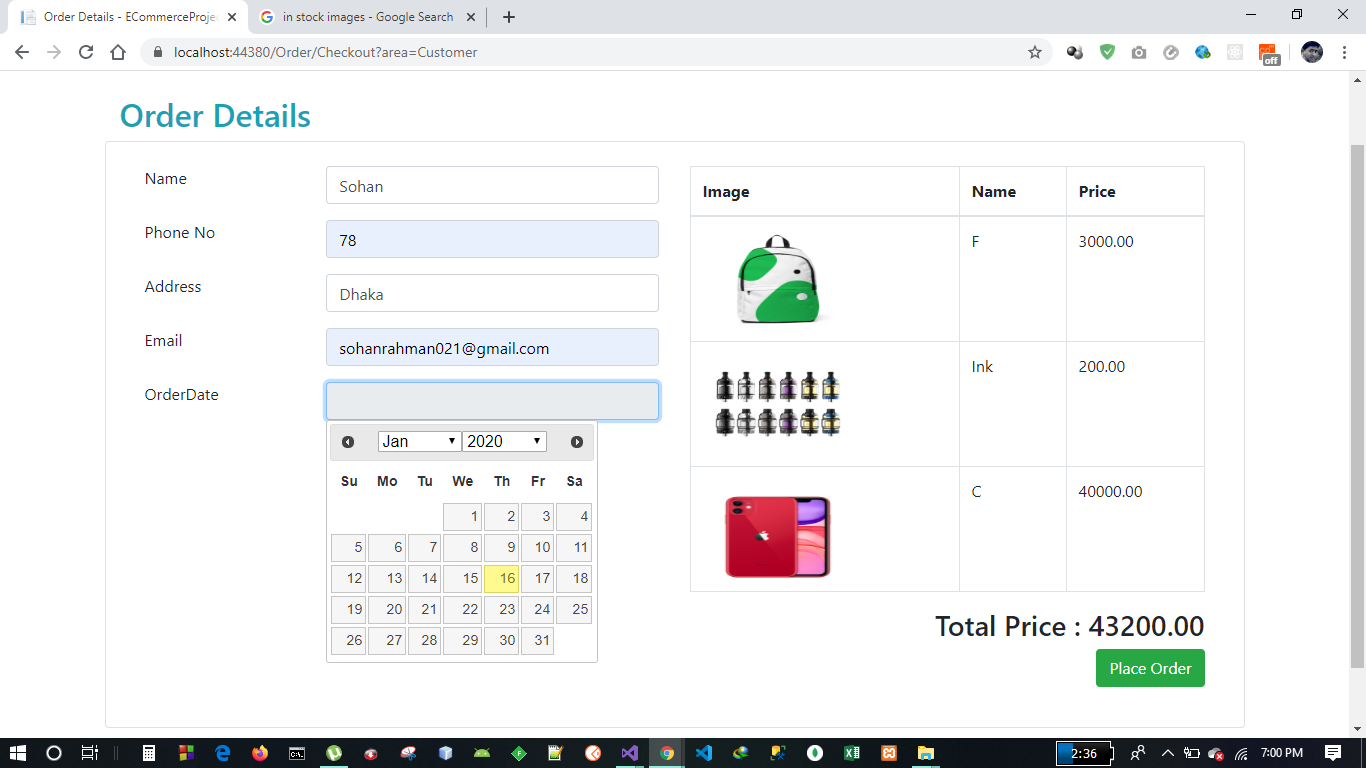 Order Details - ECommerceProje
in stock images - Google Search
localhost:44380/Order/Checkout?area=Customer
off
Order Details
Name
Sohan
Phone No
78
Address
Dhaka
Email
sohanrahman021@gmail.com
OrderDate
Jan 2020
Su Mo Tu We Th Fr Sa
1 2 3 4
5 6 7 8 9 10 11
12 13 14 15 16 17 18
19 20 21 22 23 24 25
26 27 28 29 30 31
Image Name Price
F 3000.00
Ink 200.00
C 40000.00
Total Price : 43200.00
Place Order
2:36
7:00 PM